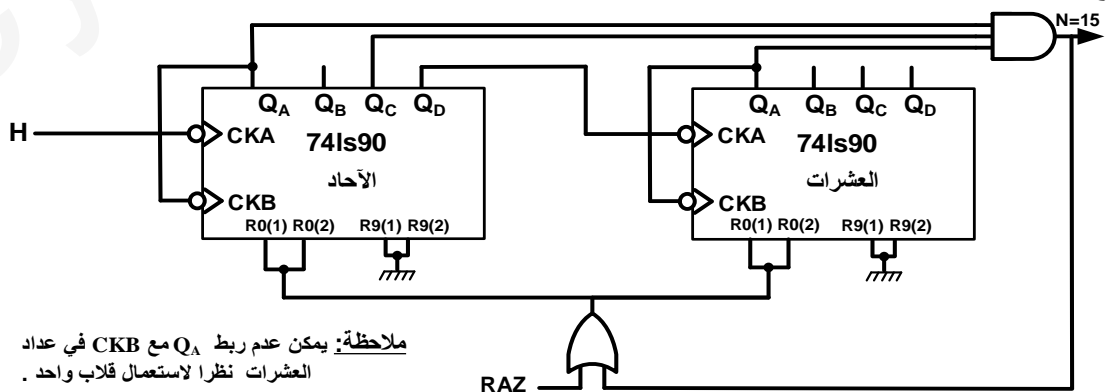 N=15
QA QB QC QD
QA QB QC QD
H
CKA
74ls90
الآحاد
CKB
R0(1) R0(2) R9(1) R9(2)
CKA
74ls90
العشرات
CKB
R0(1) R0(2) R9(1) R9(2)
ملاحظة: يمكن عدم ربط QA مع CKB في عداد
العشرات نظرا لاستعمال قلاب واحد .
RAZ